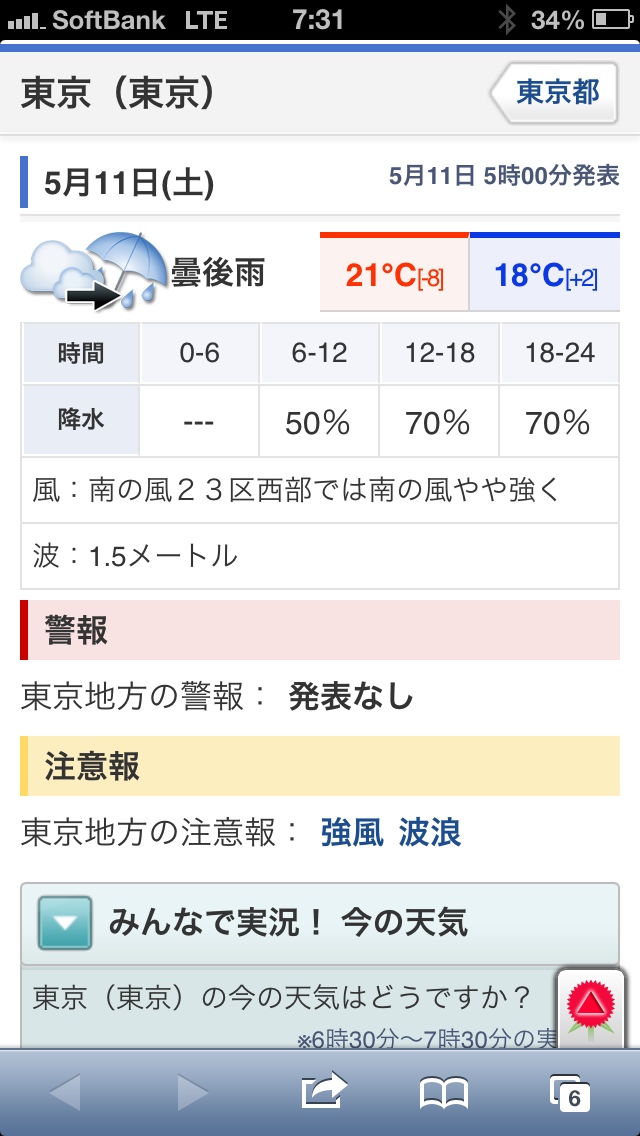 SoftBank LTE 7:31 34%
東京（東京） 東京都
5月11日(土) 5月11日 5時00分発表
曇後雨 21°C[-8] 18°C[+2]
時間 0-6 6-12 12-18 18-24
降水 --- 50% 70% 70%
風：南の風２３区西部では南の風やや強く
波：1.5メートル
警報
東京地方の警報： 発表なし
注意報
東京地方の注意報： 強風 波浪
みんなで実況！ 今の天気
東京（東京）の今の天気はどうですか？
※6時30分～7時30分の実
6